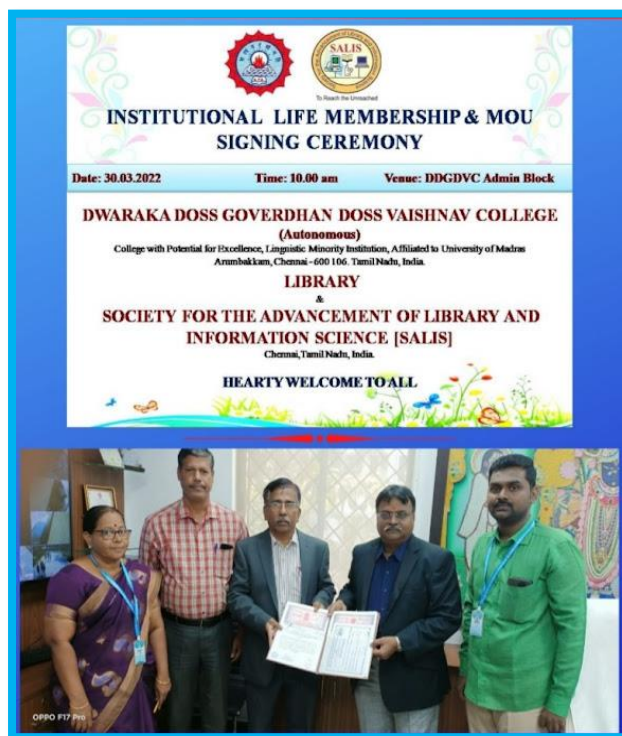 SALIS
To Reach the Unreached
INSTITUTIONAL LIFE MEMBERSHIP & MOU
SIGNING CEREMONY
Date: 30.03.2022 Time: 10.00 am Venue: DDGDVC Admin Block
DWARAKA DOSS GOVERDHAN DOSS VAISHNAV COLLEGE
(Autonomous)
College with Potential for Excellence, Linguistic Minority Institution, Affiliated to University of Madras
Arumbakkam, Chennai - 600 106. Tamil Nadu, India.
LIBRARY
&
SOCIETY FOR THE ADVANCEMENT OF LIBRARY AND
INFORMATION SCIENCE [SALIS]
Chennai, Tamil Nadu, India.
HEARTY WELCOME TO ALL
OPPO F17 Pro